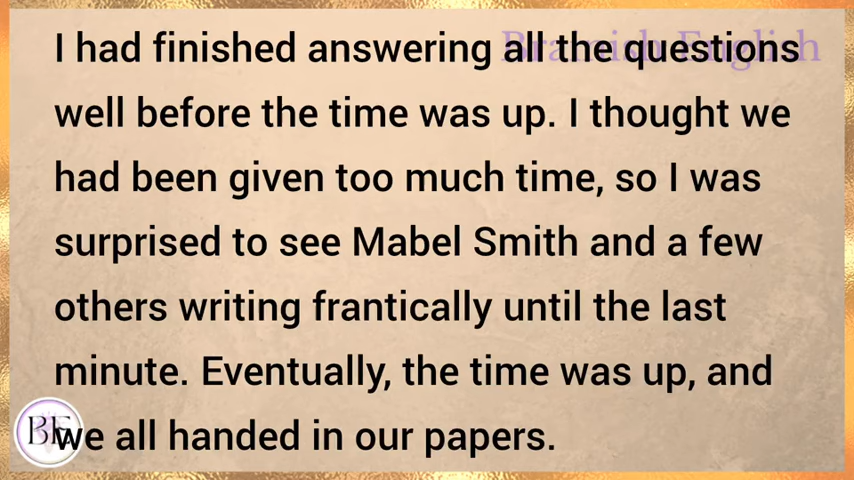 I had finished answering all the questions
well before the time was up. I thought we
had been given too much time, so I was
surprised to see Mabel Smith and a few
others writing frantically until the last
minute. Eventually, the time was up, and
we all handed in our papers.
English
BE